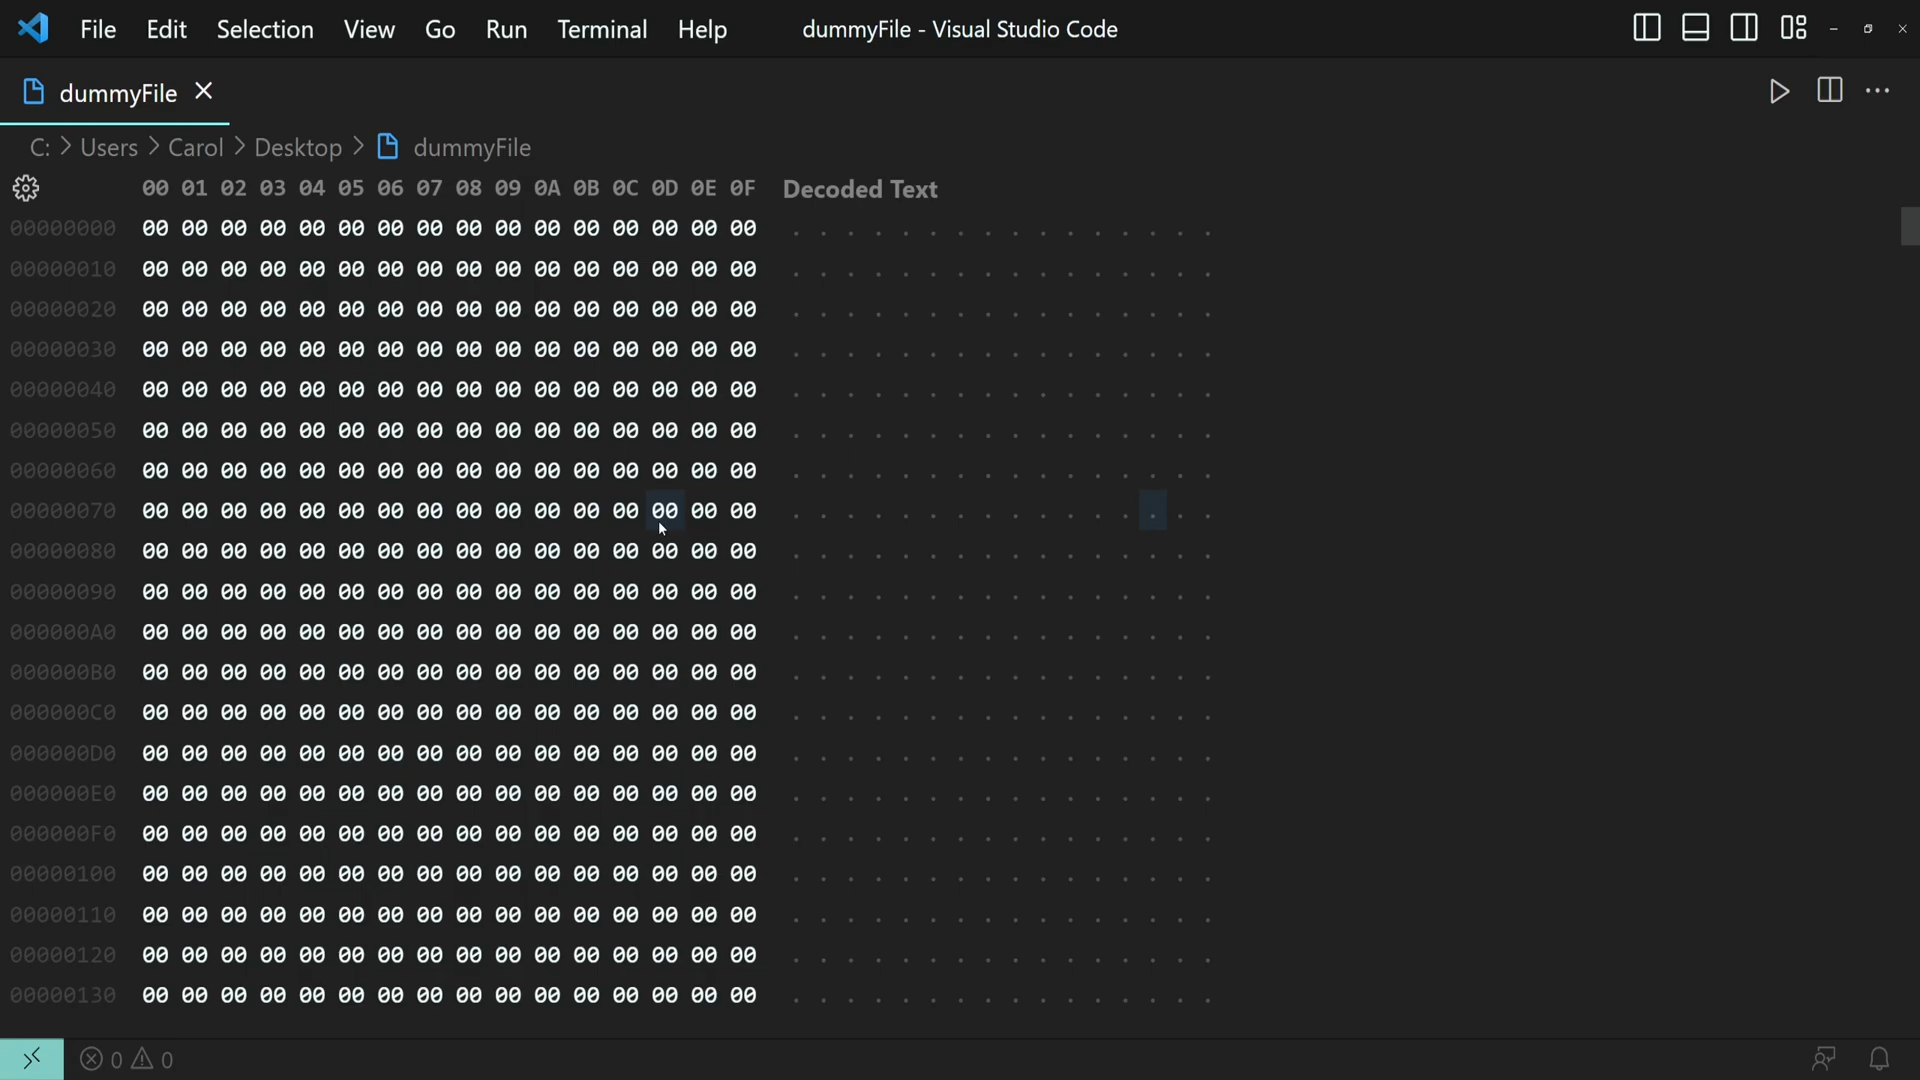 File Edit Selection View Go Run Terminal Help dummyFile - Visual Studio Code
dummyFile
C: > Users > Carol > Desktop > dummyFile
00 01 02 03 04 05 06 07 08 09 0A 0B 0C 0D 0E 0F Decoded Text
00000000 00 00 00 00 00 00 00 00 00 00 00 00 00 00 00 00 . . . . . . . . . . . . . . . .
00000010 00 00 00 00 00 00 00 00 00 00 00 00 00 00 00 00 . . . . . . . . . . . . . . . .
00000020 00 00 00 00 00 00 00 00 00 00 00 00 00 00 00 00 . . . . . . . . . . . . . . . .
00000030 00 00 00 00 00 00 00 00 00 00 00 00 00 00 00 00 . . . . . . . . . . . . . . . .
00000040 00 00 00 00 00 00 00 00 00 00 00 00 00 00 00 00 . . . . . . . . . . . . . . . .
00000050 00 00 00 00 00 00 00 00 00 00 00 00 00 00 00 00 . . . . . . . . . . . . . . . .
00000060 00 00 00 00 00 00 00 00 00 00 00 00 00 00 00 00 . . . . . . . . . . . . . . . .
00000070 00 00 00 00 00 00 00 00 00 00 00 00 00 00 00 00 . . . . . . . . . . . . . . . .
00000080 00 00 00 00 00 00 00 00 00 00 00 00 00 00 00 00 . . . . . . . . . . . . . . . .
00000090 00 00 00 00 00 00 00 00 00 00 00 00 00 00 00 00 . . . . . . . . . . . . . . . .
000000A0 00 00 00 00 00 00 00 00 00 00 00 00 00 00 00 00 . . . . . . . . . . . . . . . .
000000B0 00 00 00 00 00 00 00 00 00 00 00 00 00 00 00 00 . . . . . . . . . . . . . . . .
000000C0 00 00 00 00 00 00 00 00 00 00 00 00 00 00 00 00 . . . . . . . . . . . . . . . .
000000D0 00 00 00 00 00 00 00 00 00 00 00 00 00 00 00 00 . . . . . . . . . . . . . . . .
000000E0 00 00 00 00 00 00 00 00 00 00 00 00 00 00 00 00 . . . . . . . . . . . . . . . .
000000F0 00 00 00 00 00 00 00 00 00 00 00 00 00 00 00 00 . . . . . . . . . . . . . . . .
00000100 00 00 00 00 00 00 00 00 00 00 00 00 00 00 00 00 . . . . . . . . . . . . . . . .
00000110 00 00 00 00 00 00 00 00 00 00 00 00 00 00 00 00 . . . . . . . . . . . . . . . .
00000120 00 00 00 00 00 00 00 00 00 00 00 00 00 00 00 00 . . . . . . . . . . . . . . . .
00000130 00 00 00 00 00 00 00 00 00 00 00 00 00 00 00 00 . . . . . . . . . . . . . . . .
0 0